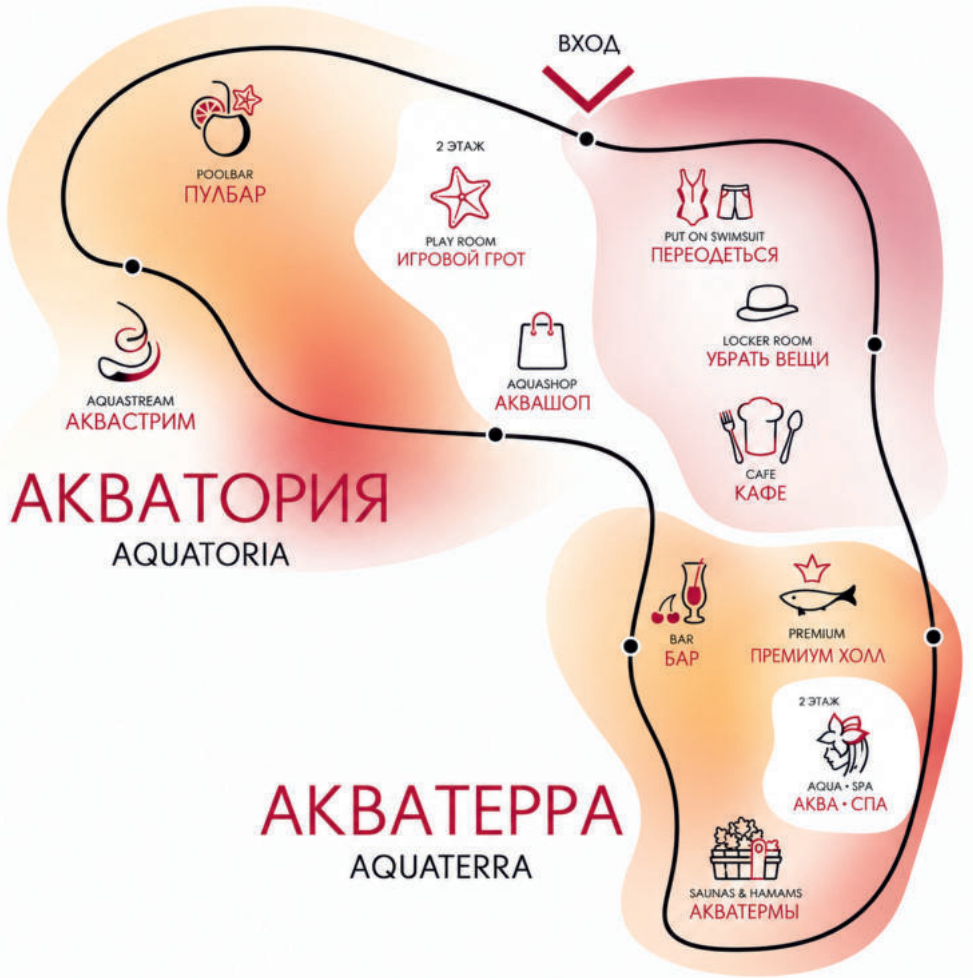 ВХОД
POOLBAR
ПУЛБАР
2 ЭТАЖ
PLAY ROOM
ИГРОВОЙ ГРОТ
PUT ON SWIMSUIT
ПЕРЕОДЕТЬСЯ
LOCKER ROOM
УБРАТЬ ВЕЩИ
AQUASHOP
АКВАШОП
AQUASTREAM
АКВАСТРИМ
CAFE
КАФЕ
АКВАТОРИЯ
AQUATORIA
BAR
БАР
PREMIUM
ПРЕМИУМ ХОЛЛ
2 ЭТАЖ
AQUA • SPA
АКВА • СПА
АКВАТЕРРА
AQUATERRA
SAUNAS & HAMAMS
АКВАТЕРМЫ